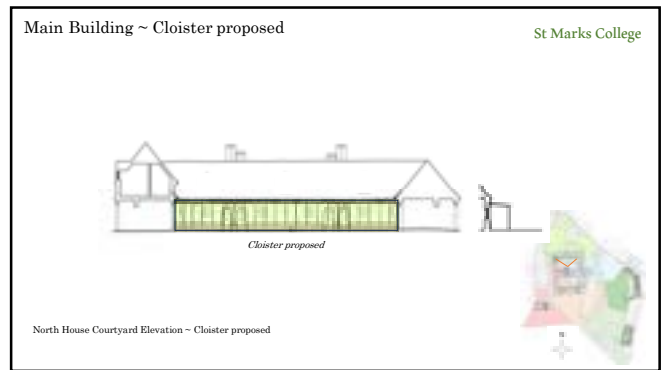 Main Building ~ Cloister proposed
St Marks College
Cloister proposed
North House Courtyard Elevation ~ Cloister proposed
N